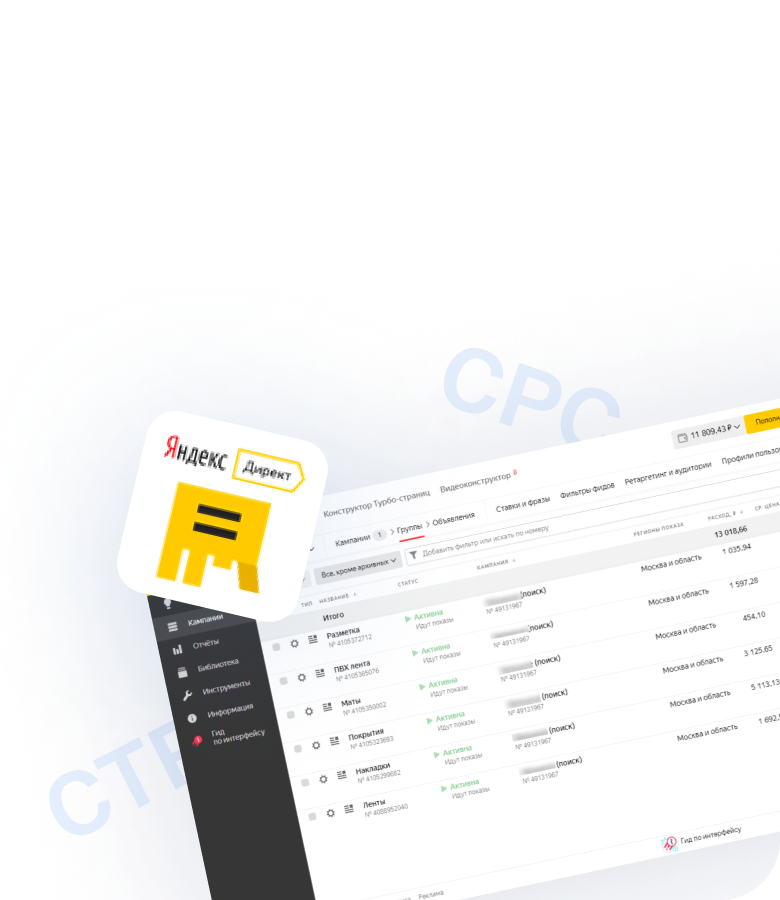 CPC
CTR
Яндекс Директ
11 809,43 ₽
Конструктор Турбо-страниц Видеоконструктор β
Кампании 1 Группы Объявления Ставки и фразы Фильтры фидов Ретаргетинг и аудитории
Все, кроме архивных Добавить фильтр или искать по номеру
ТИП НАЗВАНИЕ СТАТУС КАМПАНИЯ РЕГИОНЫ ПОКАЗА РАСХОД, ₽ СР. ЦЕНА
Итого 13 018,66
Разметка Активна (поиск) Москва и область 1 035,94
№ 4105372712 Идут показы № 49131967
ПВХ лента Активна (поиск) Москва и область 1 597,28
№ 4105365076 Идут показы № 49131967
Маты Активна (поиск) Москва и область 454,10
№ 4105350002 Идут показы № 49131967
Покрытия Активна (поиск) Москва и область 3 125,65
№ 4105323693 Идут показы № 49131967
Накладки Активна (поиск) Москва и область 5 113,13
№ 4105299682 Идут показы № 49131967
Ленты Активна (поиск) Москва и область
№ 4088952040 Идут показы № 49131967
Кампании
Отчёты
Библиотека
Инструменты
Информация
Гид
по интерфейсу
Гид по интерфейсу
Реклама